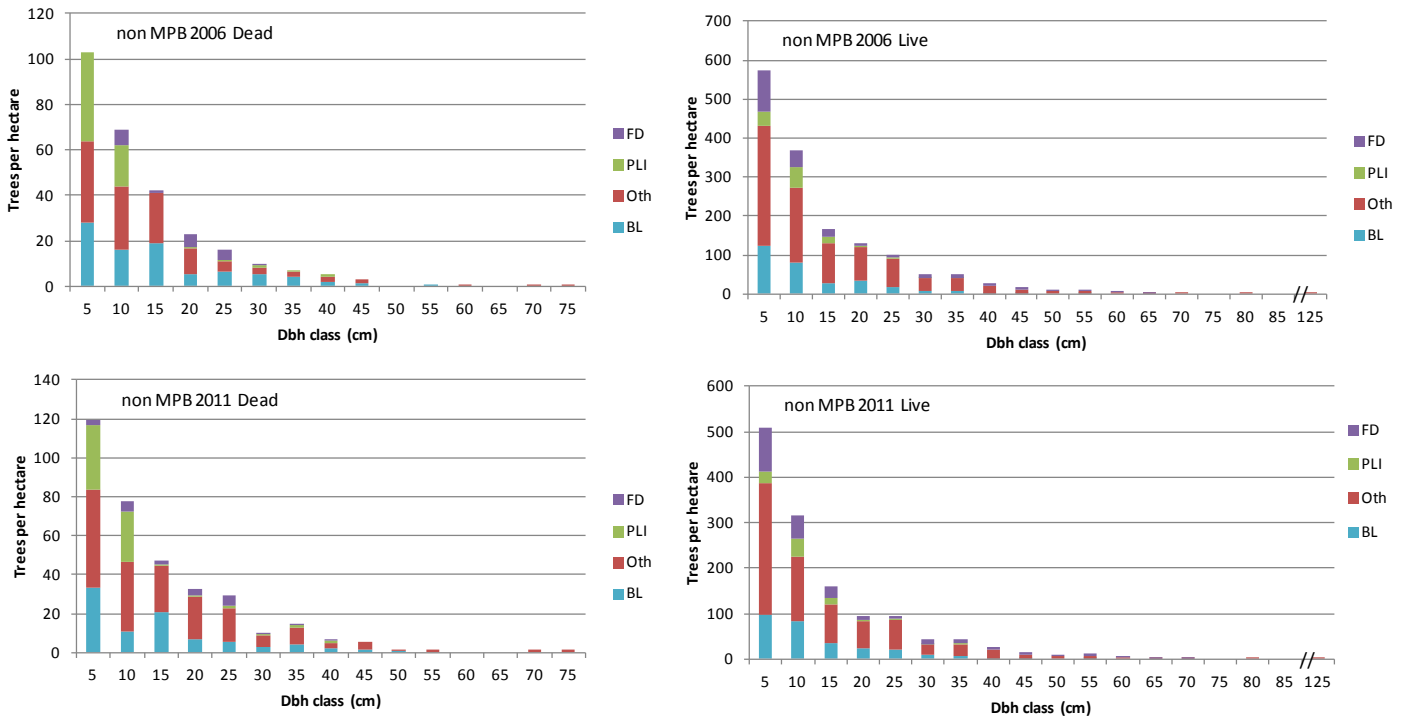 non MPB 2006 Dead
Trees per hectare
120
100
80
60
40
20
0
5 10 15 20 25 30 35 40 45 50 55 60 65 70 75
Dbh class (cm)
FD
PLI
Oth
BL
non MPB 2006 Live
Trees per hectare
700
600
500
400
300
200
100
0
5 10 15 20 25 30 35 40 45 50 55 60 65 70 75 80 85 // 125
Dbh class (cm)
FD
PLI
Oth
BL
non MPB 2011 Dead
Trees per hectare
140
120
100
80
60
40
20
0
5 10 15 20 25 30 35 40 45 50 55 60 65 70 75
Dbh class (cm)
FD
PLI
Oth
BL
non MPB 2011 Live
Trees per hectare
600
500
400
300
200
100
0
5 10 15 20 25 30 35 40 45 50 55 60 65 70 75 80 85 // 125
Dbh class (cm)
FD
PLI
Oth
BL